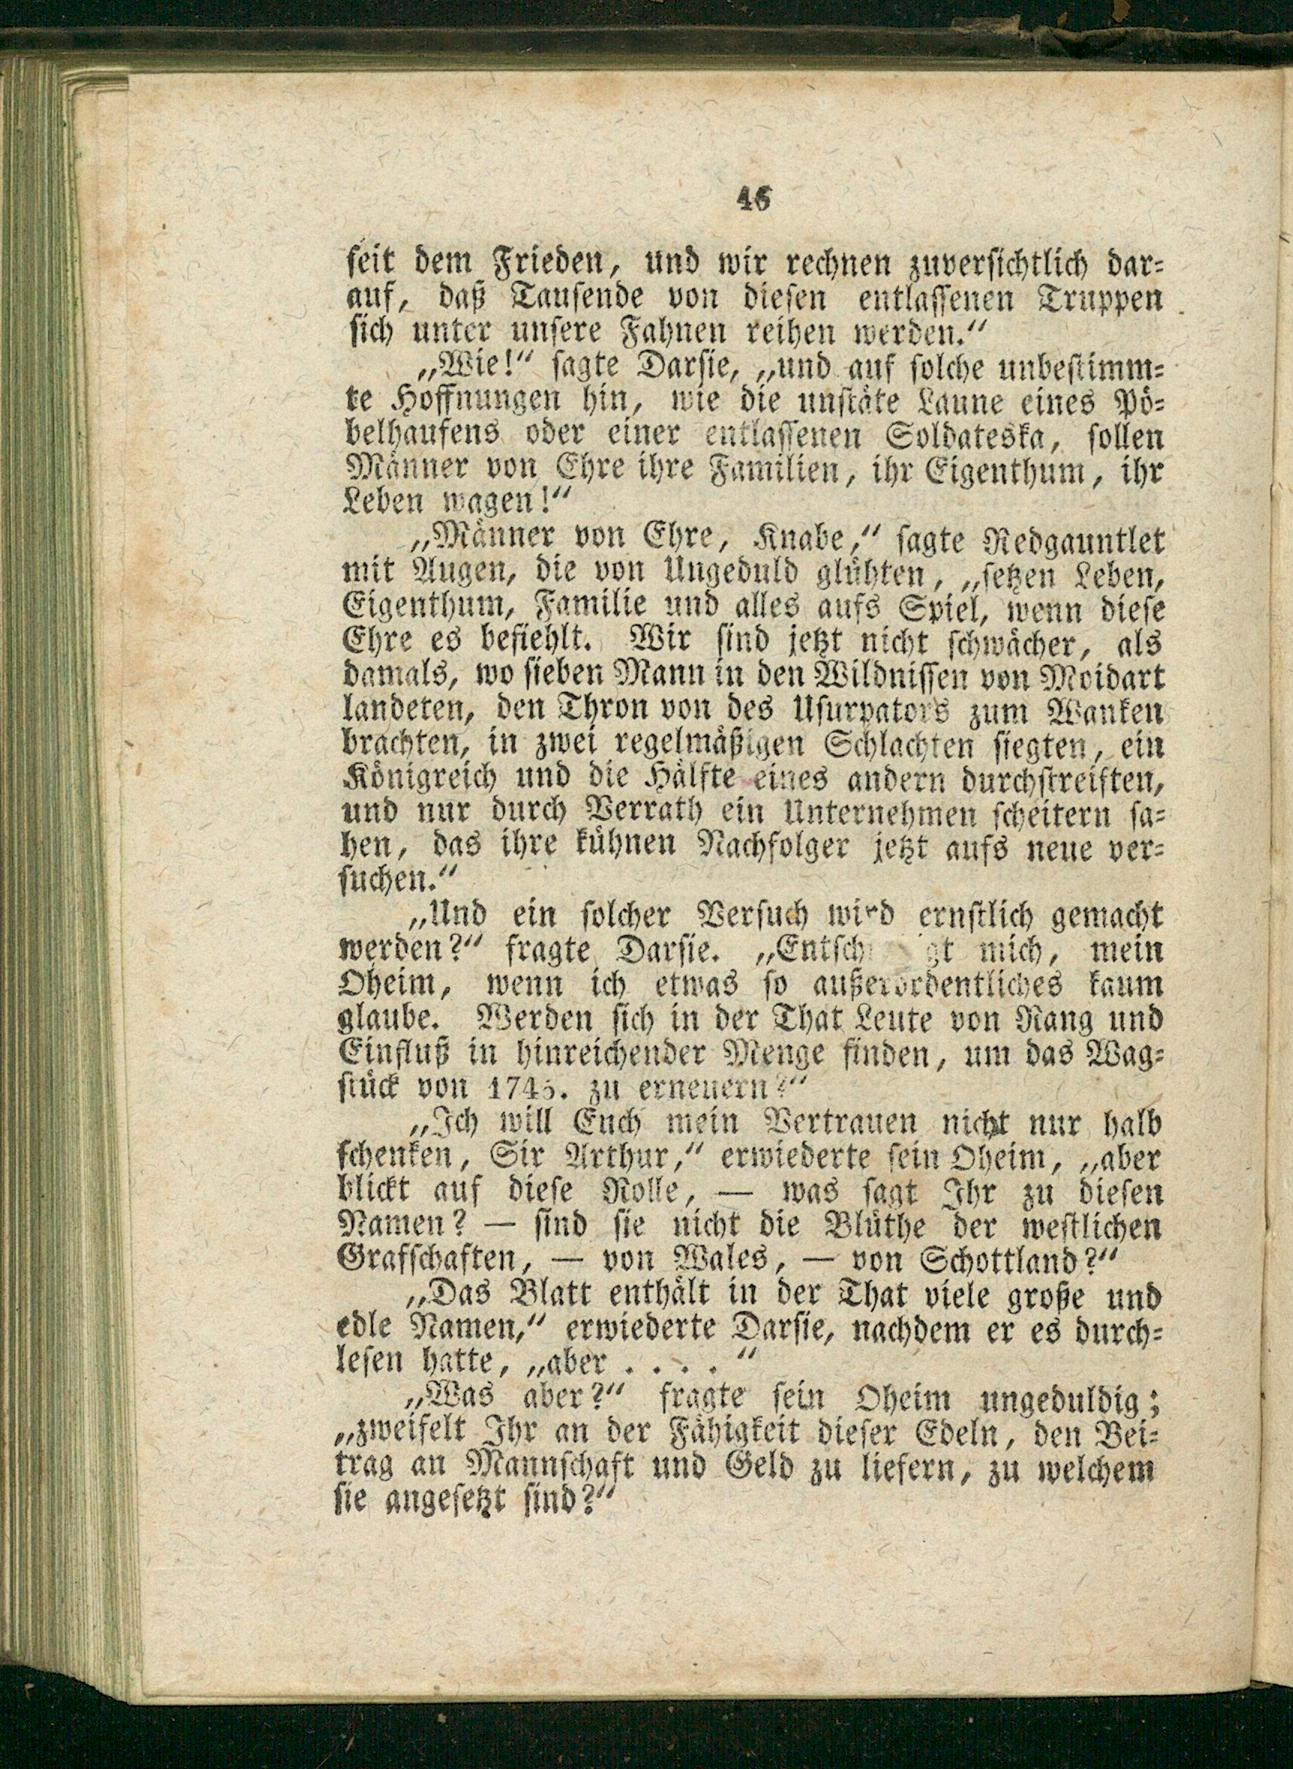 46
seit dem Frieden, und wir rechnen zuversichtlich dar-
auf, daß Tausende von diesen entlassenen Truppen
sich unter unsere Fahnen reihen werden.“
„Wie!“ sagte Darsie, „und auf solche unbestimm-
te Hoffnungen hin, wie die unstäte Laune eines Pö-
belhaufens oder einer entlassenen Soldateska, sollen
Männer von Ehre ihre Familien, ihr Eigenthum, ihr
Leben wagen!“
„Männer von Ehre, Knabe,“ sagte Redgauntlet
mit Augen, die von Ungeduld glühten, „setzen Leben,
Eigenthum, Familie und alles aufs Spiel, wenn diese
Ehre es befiehlt. Wir sind jetzt nicht schwächer, als
damals, wo sieben Mann in den Wildnissen von Moidart
landeten, den Thron von des Usurpators zum Wanken
brachten, in zwei regelmäßigen Schlachten siegten, ein
Königreich und die Hälfte eines andern durchstreiften,
und nur durch Verrath ein Unternehmen scheitern sa-
hen, das ihre kühnen Nachfolger jetzt aufs neue ver-
suchen.“
„Und ein solcher Versuch wird ernstlich gemacht
werden?“ fragte Darsie. „ mich, mein
Oheim, wenn ich etwas so außerordentliches kaum
glaube. Werden sich in der That Leute von Rang und
Einfluß in hinreichender Menge finden, um das Wag-
stück von 1745. zu erneuern?“
„Ich will Euch mein Vertrauen nicht nur halb
schenken, Sir Arthur,“ erwiederte sein Oheim, „aber
blickt auf diese Rolle, — was sagt Ihr zu diesen
Namen? — sind sie nicht die Blüthe der westlichen
Grafschaften, — von Wales, — von Schottland?“
„Das Blatt enthält in der That viele große und
edle Namen,“ erwiederte Darsie, nachdem er es durch-
lesen hatte, „aber . . . . “
„Was aber?“ fragte sein Oheim ungeduldig;
„zweifelt Ihr an der Fähigkeit dieser Edeln, den Bei-
trag an Mannschaft und Geld zu liefern, zu welchem
sie angesetzt sind?“